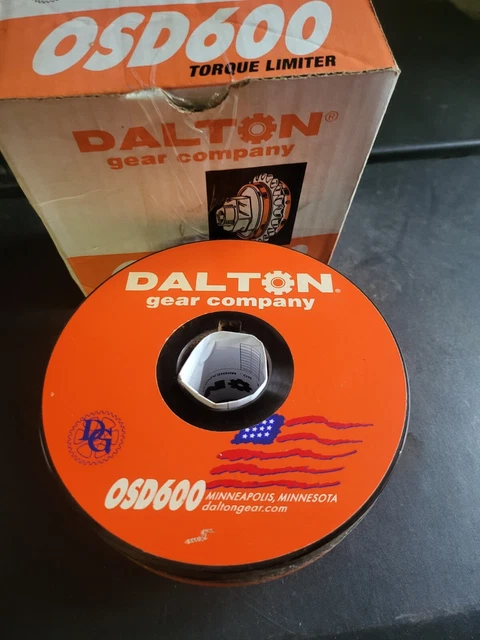 OSD600
TORQUE LIMITER
DALTON®
gear company
DALTON®
gear company
DG
OSD600
MINNEAPOLIS, MINNESOTA
daltongear.com